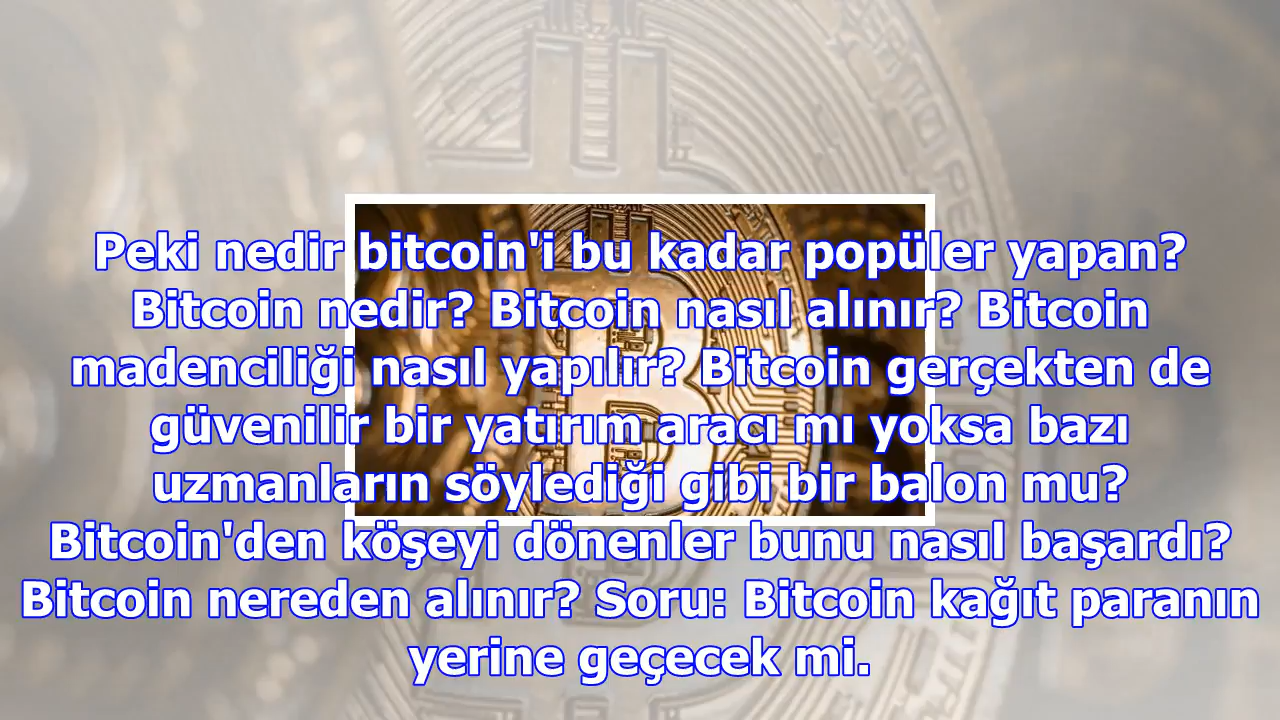 Peki nedir bitcoin'i bu kadar popüler yapan?
Bitcoin nedir? Bitcoin nasıl alınır? Bitcoin
madenciliği nasıl yapılır? Bitcoin gerçekten de
güvenilir bir yatırım aracı mı yoksa bazı
uzmanların söylediği gibi bir balon mu?
Bitcoin'den köşeyi dönenler bunu nasıl başardı?
Bitcoin nereden alınır? Soru: Bitcoin kağıt paranın
yerine geçecek mi.